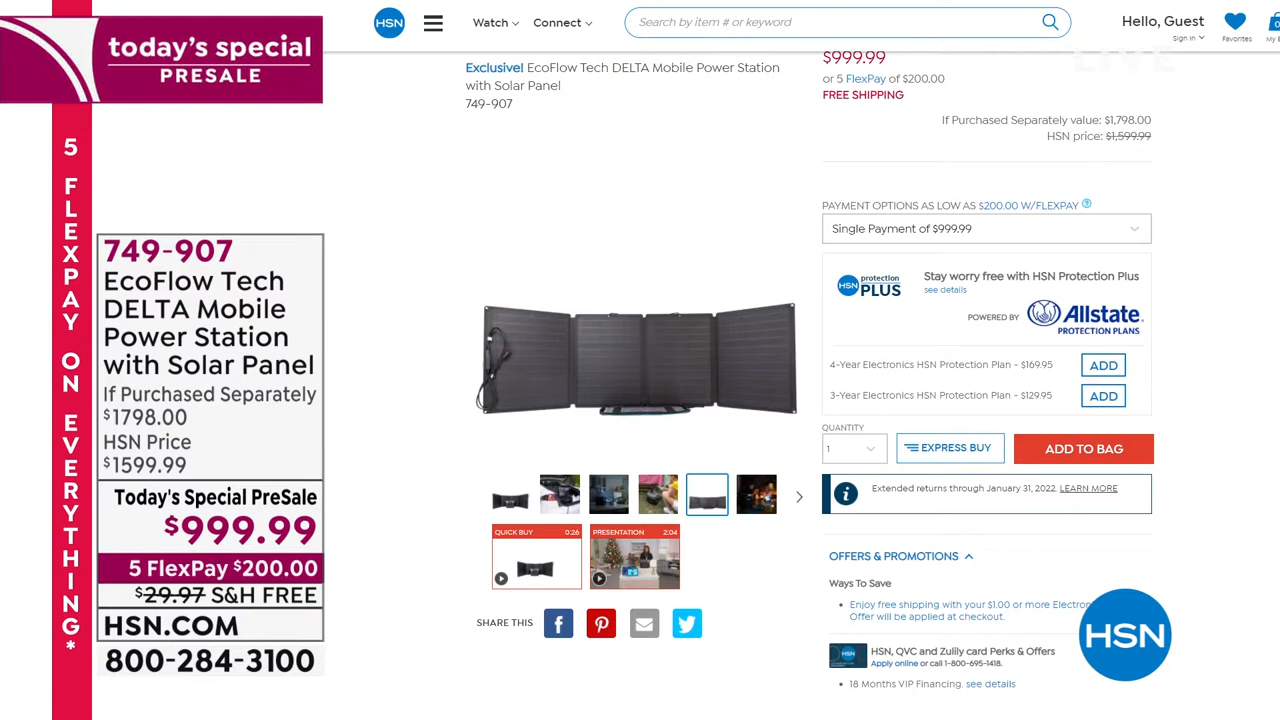 today's special
PRESALE
5 FLEXPAY ON EVERYTHING*
749-907
EcoFlow Tech
DELTA Mobile
Power Station
with Solar Panel
If Purchased Separately
$1798.00
HSN Price
$1599.99
Today's Special PreSale
$999.99
5 FlexPay $200.00
$29.97 S&H FREE
HSN.COM
800-284-3100
HSN
Watch
Connect
Search by item # or keyword
Hello, Guest
Sign In
Favorites
0
My
LIVE
Exclusive! EcoFlow Tech DELTA Mobile Power Station
with Solar Panel
749-907
$999.99
or 5 FlexPay of $200.00
FREE SHIPPING
If Purchased Separately value: $1,798.00
HSN price: $1,599.99
PAYMENT OPTIONS AS LOW AS $200.00 W/FLEXPAY ?
Single Payment of $999.99
HSN protection PLUS
Stay worry free with HSN Protection Plus
see details
POWERED BY Allstate.
PROTECTION PLANS
4-Year Electronics HSN Protection Plan - $169.95 ADD
3-Year Electronics HSN Protection Plan - $129.95 ADD
QUANTITY
1
EXPRESS BUY
ADD TO BAG
i Extended returns through January 31, 2022. LEARN MORE
QUICK BUY 0:26
PRESENTATION 2:04
SHARE THIS
OFFERS & PROMOTIONS
Ways To Save
• Enjoy free shipping with your $1.00 or more Electron
Offer will be applied at checkout.
HSN
HSN, QVC and Zulily card Perks & Offers
Apply online or call 1-800-695-1418.
• 18 Months VIP Financing. see details
HSN